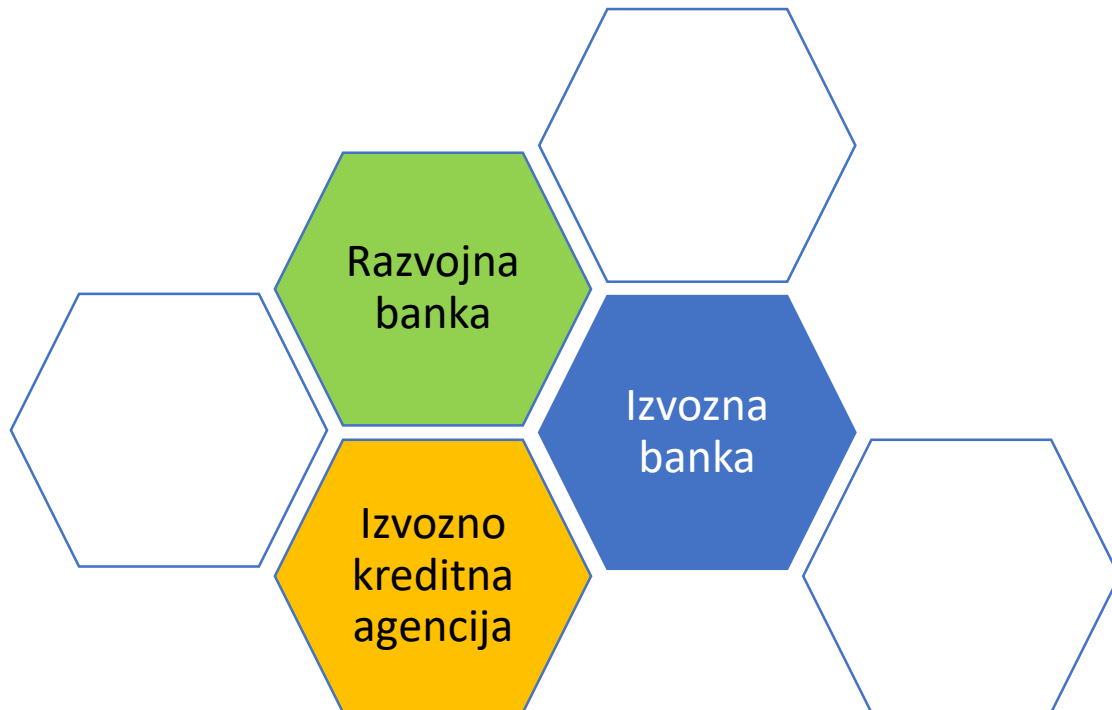 Razvojna
banka
Izvozna
banka
Izvozno
kreditna
agencija